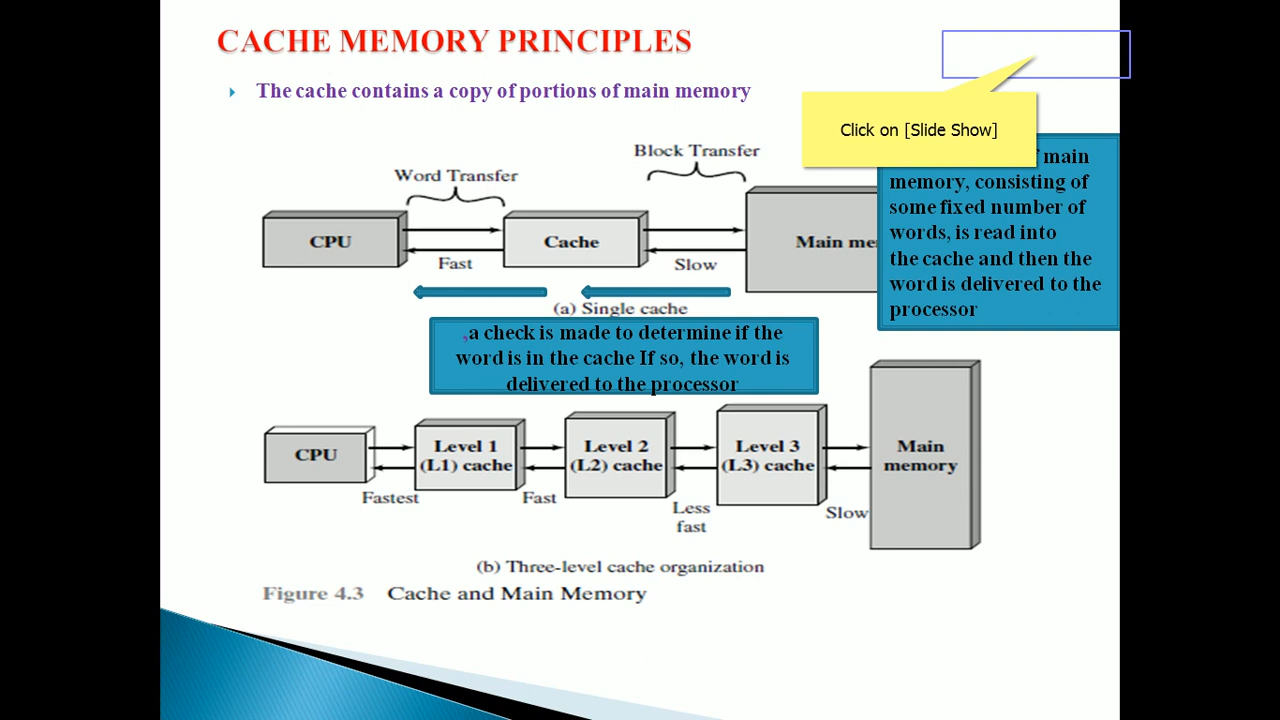 CACHE MEMORY PRINCIPLES
The cache contains a copy of portions of main memory
Click on [Slide Show]
main
memory, consisting of
some fixed number of
words, is read into
the cache and then the
word is delivered to the
processor
Block Transfer
Word Transfer
CPU
Cache
Main
Fast
Slow
(a) Single cache
,a check is made to determine if the
word is in the cache If so, the word is
delivered to the processor
CPU
Level 1
(L1) cache
Level 2
(L2) cache
Level 3
(L3) cache
Main
memory
Fastest
Fast
Less
fast
Slow
(b) Three-level cache organization
Figure 4.3 Cache and Main Memory